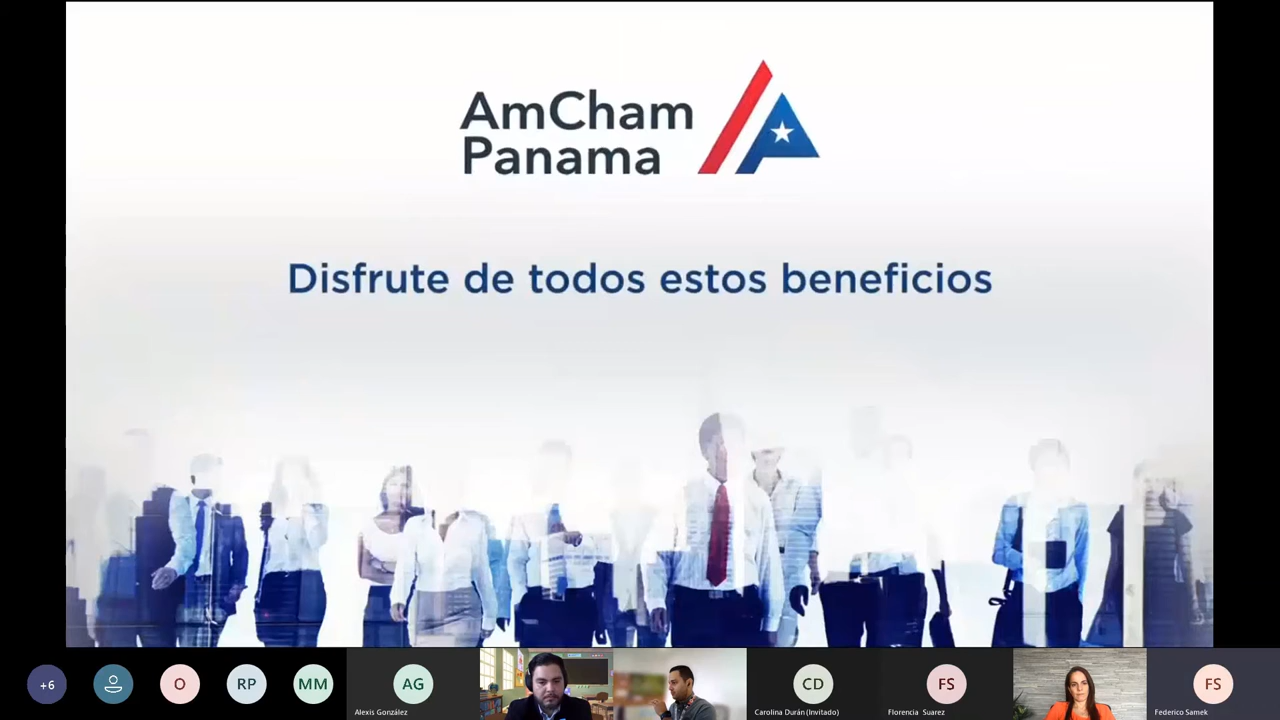 AmCham
Panama
Disfrute de todos estos beneficios
+6
O
RP
MM
AG
Alexis González
CD
Carolina Durán (Invitado)
FS
Florencia Suarez
FS
Federico Samek